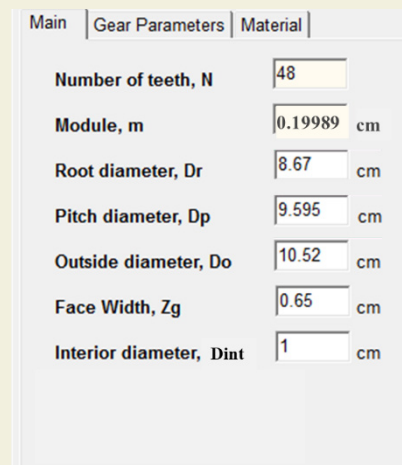 Main Gear Parameters Material
Number of teeth, N 48
Module, m 0.19989 cm
Root diameter, Dr 8.67 cm
Pitch diameter, Dp 9.595 cm
Outside diameter, Do 10.52 cm
Face Width, Zg 0.65 cm
Interior diameter, Dint 1 cm